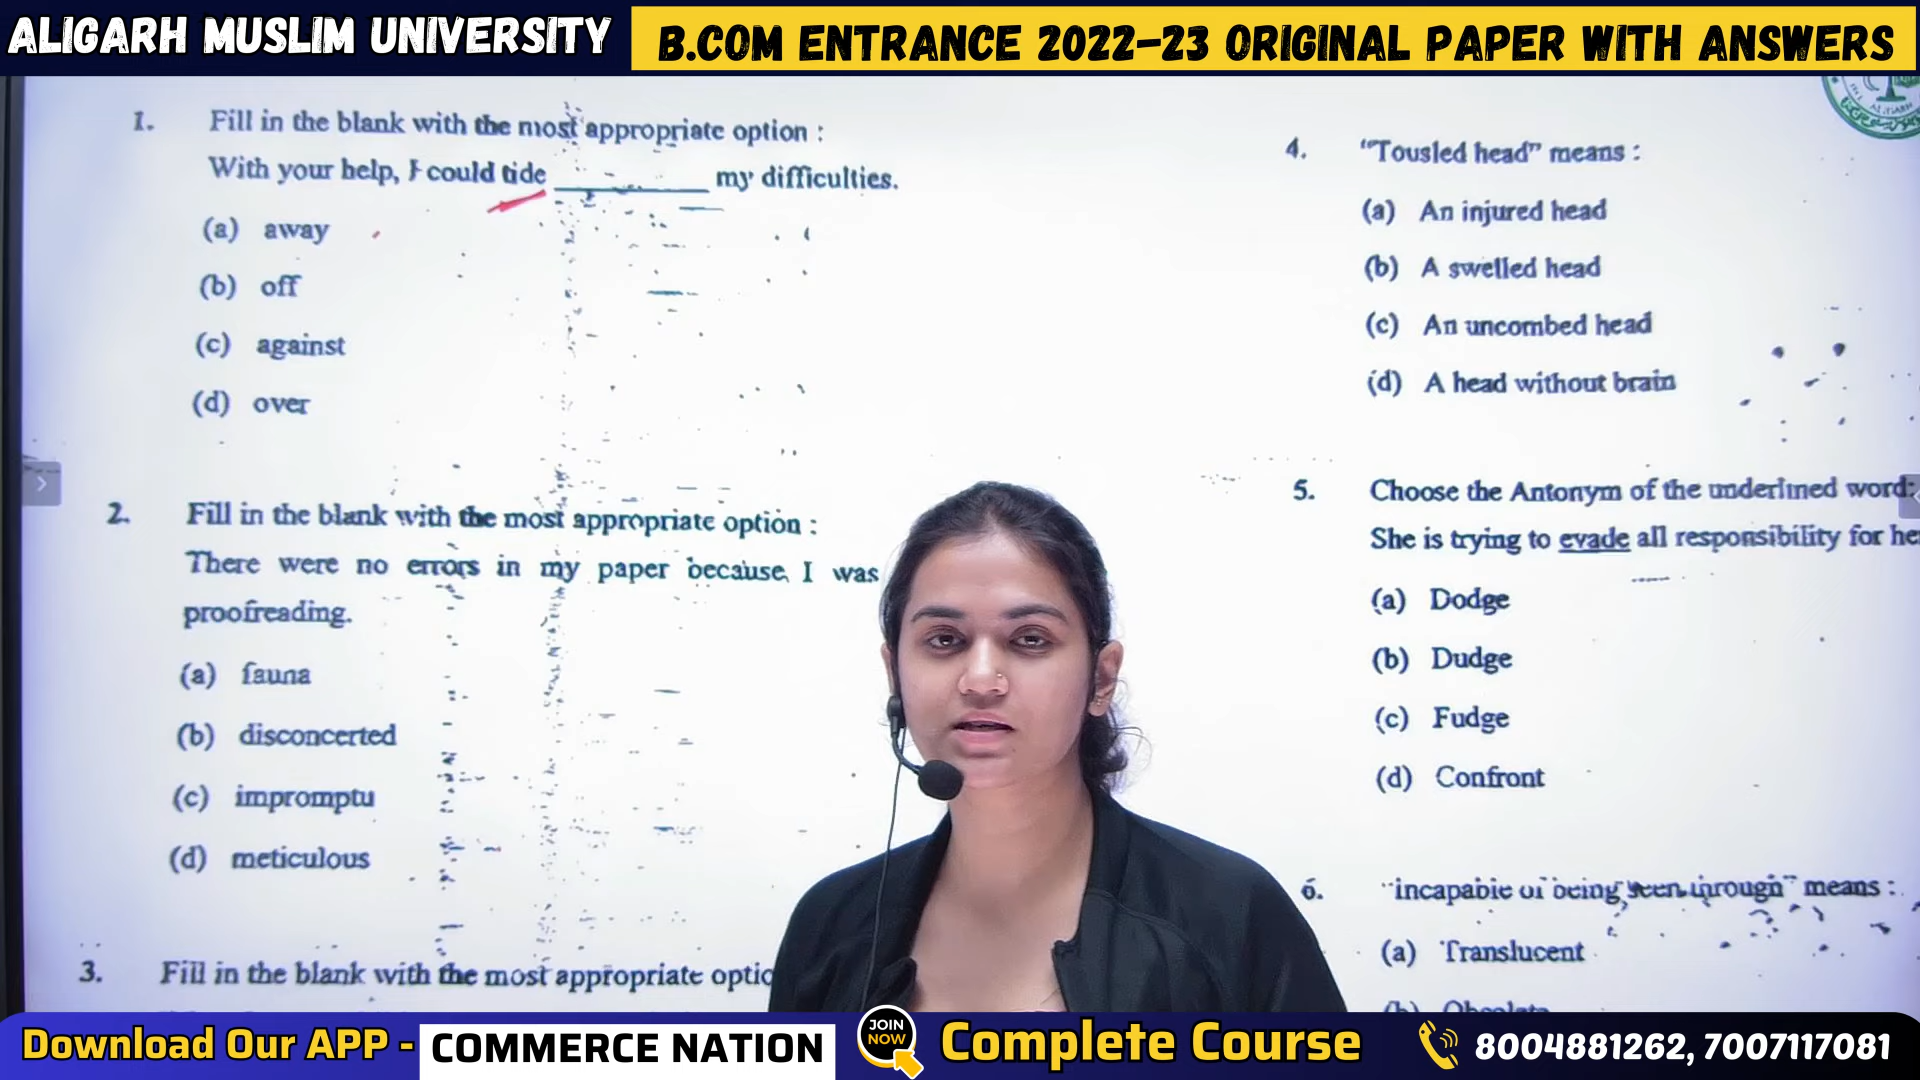 ALIGARH MUSLIM UNIVERSITY
B.COM ENTRANCE 2022-23 ORIGINAL PAPER WITH ANSWERS
1. Fill in the blank with the most appropriate option :
With your help, I could tide __________ my difficulties.
(a) away
(b) off
(c) against
(d) over
2. Fill in the blank with the most appropriate option :
There were no errors in my paper because I was
proofreading.
(a) fauna
(b) disconcerted
(c) impromptu
(d) meticulous
3. Fill in the blank with the most appropriate optio
4. "Tousled head" means :
(a) An injured head
(b) A swelled head
(c) An uncombed head
(d) A head without brain
5. Choose the Antonym of the underlined word:
She is trying to evade all responsibility for he
(a) Dodge
(b) Dudge
(c) Fudge
(d) Confront
6. "incapable of being seen through" means :
(a) Translucent
Download Our APP - COMMERCE NATION
JOIN NOW
Complete Course
8004881262, 7007117081